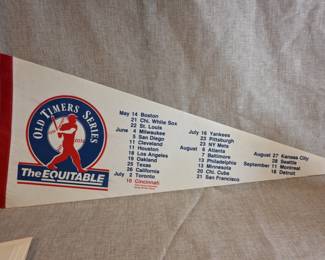 OLD TIMERS SERIES
The EQUITABLE
May 14 Boston
21 Chi. White Sox
22 St. Louis
June 4 Milwaukee
5 San Diego
11 Cleveland
11 Houston
18 Los Angeles
19 Oakland
25 Texas
26 California
July 2 Toronto
10 Cincinnati
July 16 Yankees
23 Pittsburgh
23 NY Mets
August 6 Atlanta
7 Baltimore
13 Philadelphia
13 Minnesota
20 Chi. Cubs
21 San Francisco
August 27 Kansas City
28 Seattle
September 11 Montreal
18 Detroit